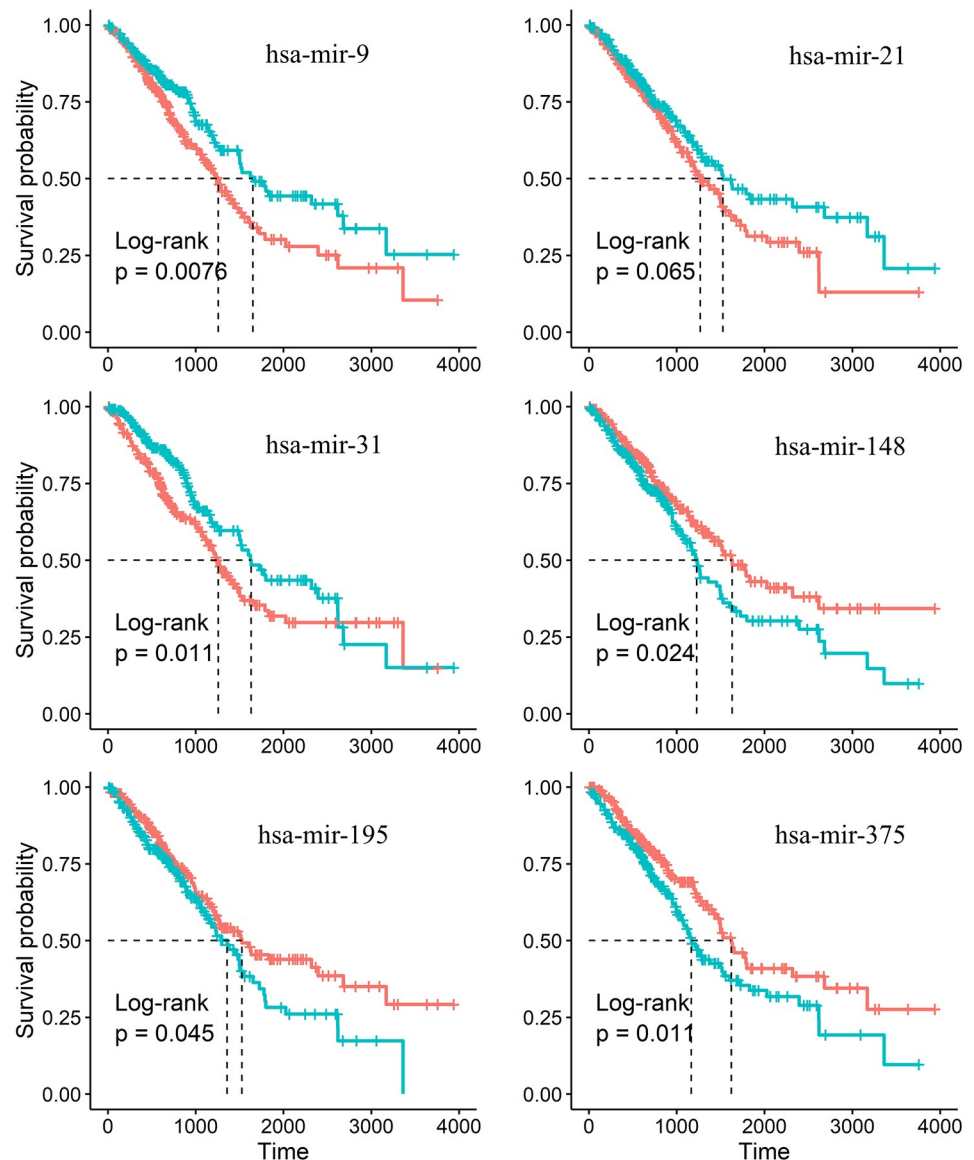 hsa-mir-9
Survival probability
1.00
0.75
0.50
0.25
0.00
Log-rank
p = 0.0076
0 1000 2000 3000 4000
hsa-mir-21
1.00
0.75
0.50
0.25
0.00
Log-rank
p = 0.065
0 1000 2000 3000 4000
hsa-mir-31
Survival probability
1.00
0.75
0.50
0.25
0.00
Log-rank
p = 0.011
0 1000 2000 3000 4000
hsa-mir-148
1.00
0.75
0.50
0.25
0.00
Log-rank
p = 0.024
0 1000 2000 3000 4000
hsa-mir-195
Survival probability
1.00
0.75
0.50
0.25
0.00
Log-rank
p = 0.045
0 1000 2000 3000 4000
Time
hsa-mir-375
1.00
0.75
0.50
0.25
0.00
Log-rank
p = 0.011
0 1000 2000 3000 4000
Time